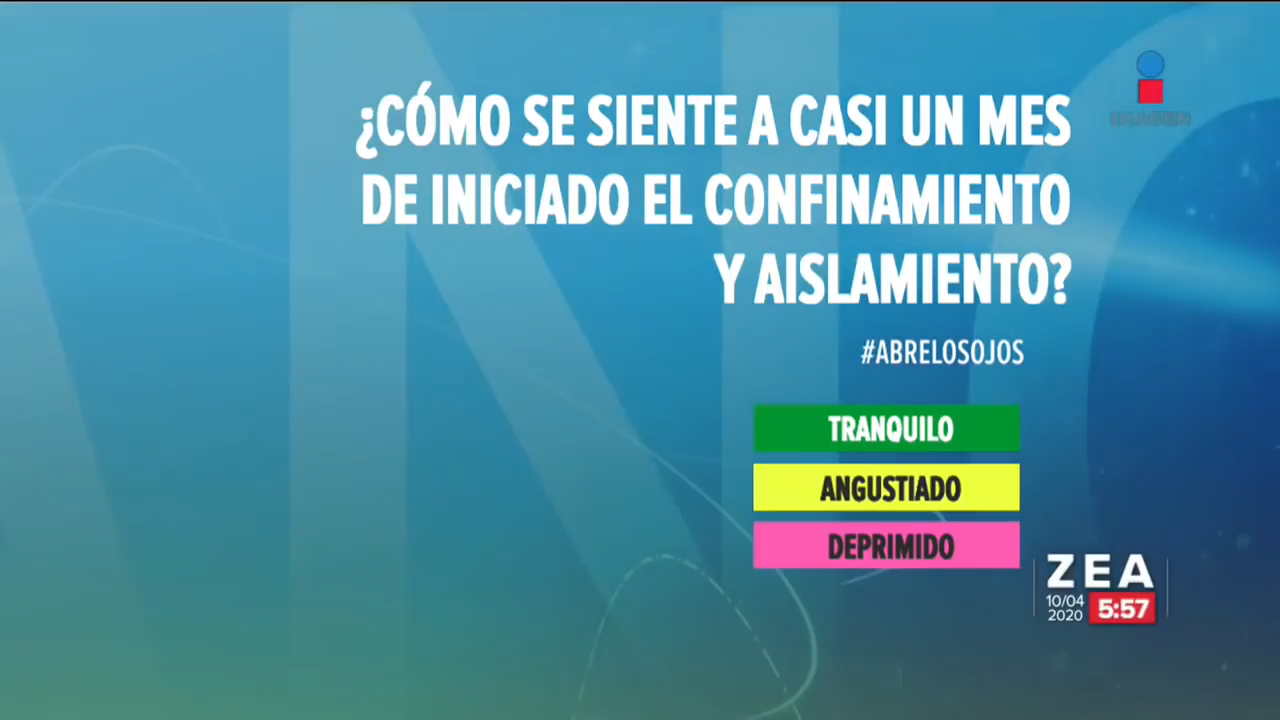 ¿CÓMO SE SIENTE A CASI UN MES
DE INICIADO EL CONFINAMIENTO
Y AISLAMIENTO?
#ABRELOSOJOS
TRANQUILO
ANGUSTIADO
DEPRIMIDO
IMAGEN
ZEA
10/04
2020
5:57